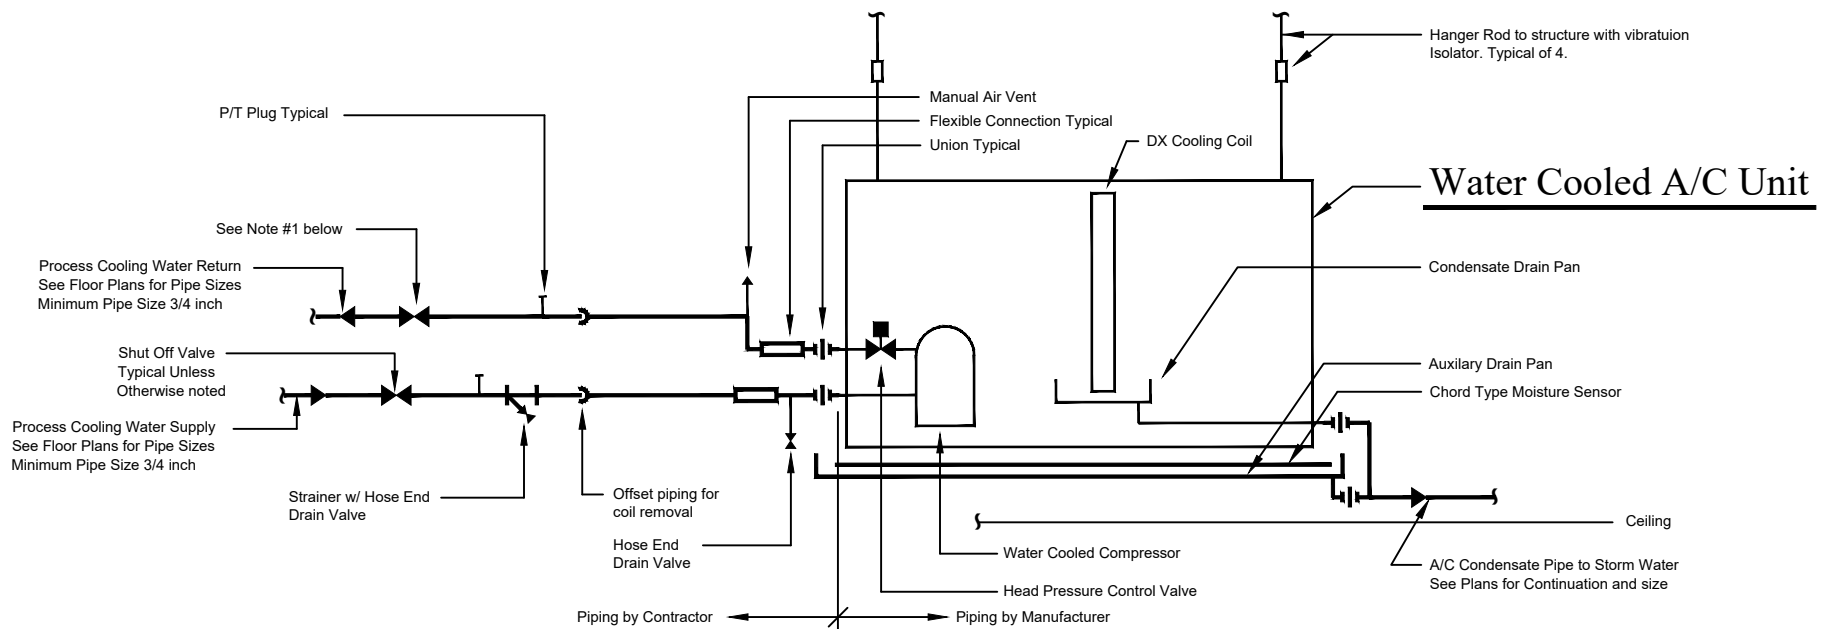 Hanger Rod to structure with vibratuion
Isolator. Typical of 4.
Manual Air Vent
P/T Plug Typical
Flexible Connection Typical
Union Typical
DX Cooling Coil
Water Cooled A/C Unit
See Note #1 below
Process Cooling Water Return
See Floor Plans for Pipe Sizes
Minimum Pipe Size 3/4 inch
Condensate Drain Pan
Shut Off Valve
Typical Unless
Otherwise noted
Auxilary Drain Pan
Chord Type Moisture Sensor
Process Cooling Water Supply
See Floor Plans for Pipe Sizes
Minimum Pipe Size 3/4 inch
Strainer w/ Hose End
Drain Valve
Offset piping for
coil removal
Ceiling
Hose End
Drain Valve
Water Cooled Compressor
A/C Condensate Pipe to Storm Water
See Plans for Continuation and size
Head Pressure Control Valve
Piping by Contractor
Piping by Manufacturer